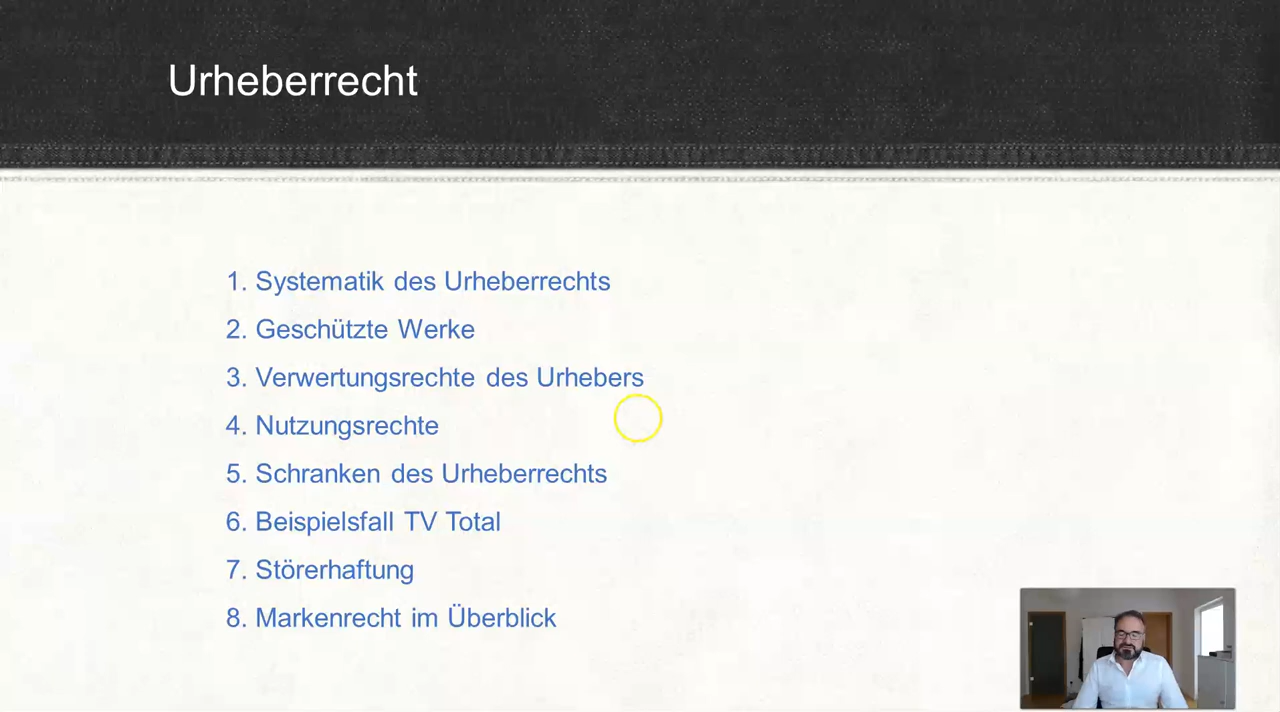 Urheberrecht
1. Systematik des Urheberrechts
2. Geschützte Werke
3. Verwertungsrechte des Urhebers
4. Nutzungsrechte
5. Schranken des Urheberrechts
6. Beispielsfall TV Total
7. Störerhaftung
8. Markenrecht im Überblick